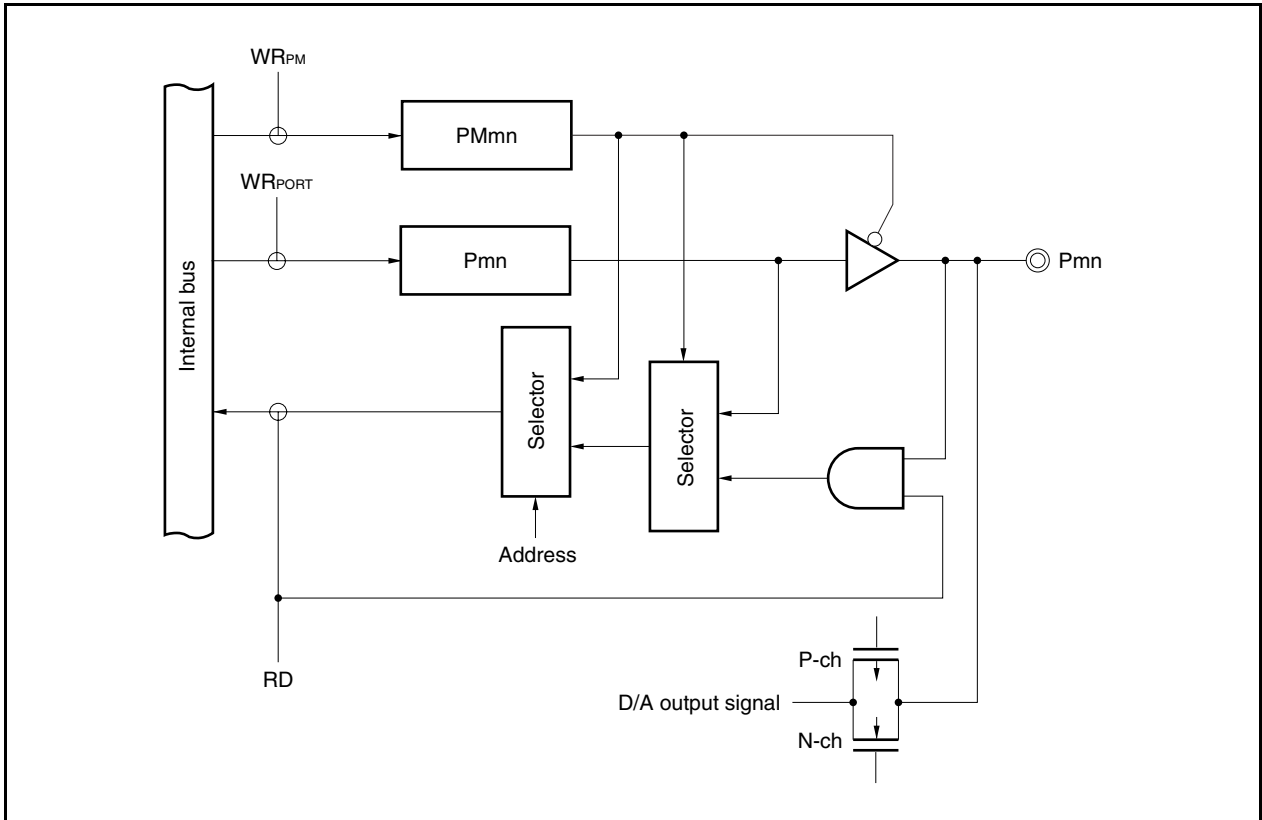 WRPM
PMmn
WRPORT
Pmn
Pmn
Internal bus
Selector
Selector
Address
RD
P-ch
D/A output signal
N-ch